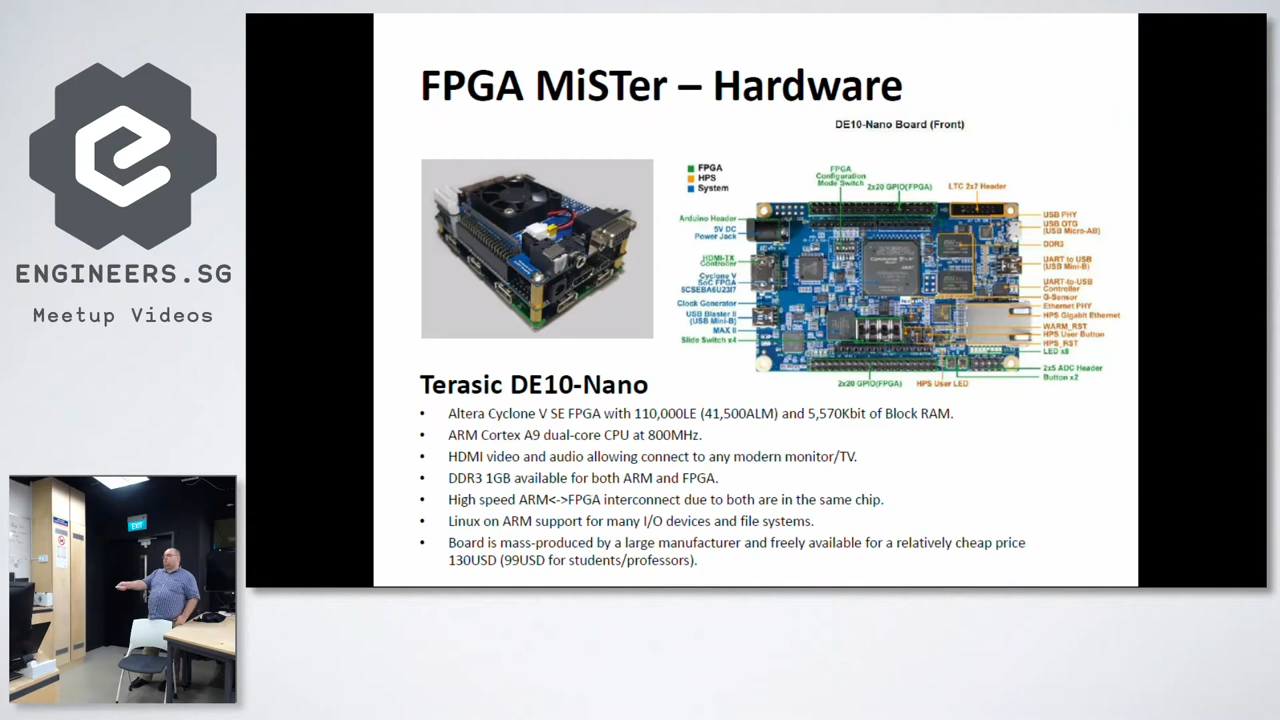 ENGINEERS.SG
Meetup Videos
FPGA MiSTer – Hardware
DE10-Nano Board (Front)
FPGA
HPS
System
FPGA
Configuration
Mode Switch
2x20 GPIO(FPGA)
LTC 2x7 Header
Arduino Header
5V DC
Power Jack
HDMI-TX
Controller
Cyclone V
SoC FPGA
5CSEBA6U23I7
Clock Generator
USB Blaster II
(USB Mini-B)
MAX II
Slide Switch x4
USB PHY
USB OTG
(USB Micro-AB)
DDR3
UART to USB
(USB Mini-B)
UART-to-USB
Controller
G-Sensor
Ethernet PHY
HPS Gigabit Ethernet
WARM_RST
HPS User Button
HPS_RST
LED x8
2x5 ADC Header
Button x2
2x20 GPIO(FPGA)
HPS User LED
Terasic DE10-Nano
• Altera Cyclone V SE FPGA with 110,000LE (41,500ALM) and 5,570Kbit of Block RAM.
• ARM Cortex A9 dual-core CPU at 800MHz.
• HDMI video and audio allowing connect to any modern monitor/TV.
• DDR3 1GB available for both ARM and FPGA.
• High speed ARM<->FPGA interconnect due to both are in the same chip.
• Linux on ARM support for many I/O devices and file systems.
• Board is mass-produced by a large manufacturer and freely available for a relatively cheap price
130USD (99USD for students/professors).
EXIT